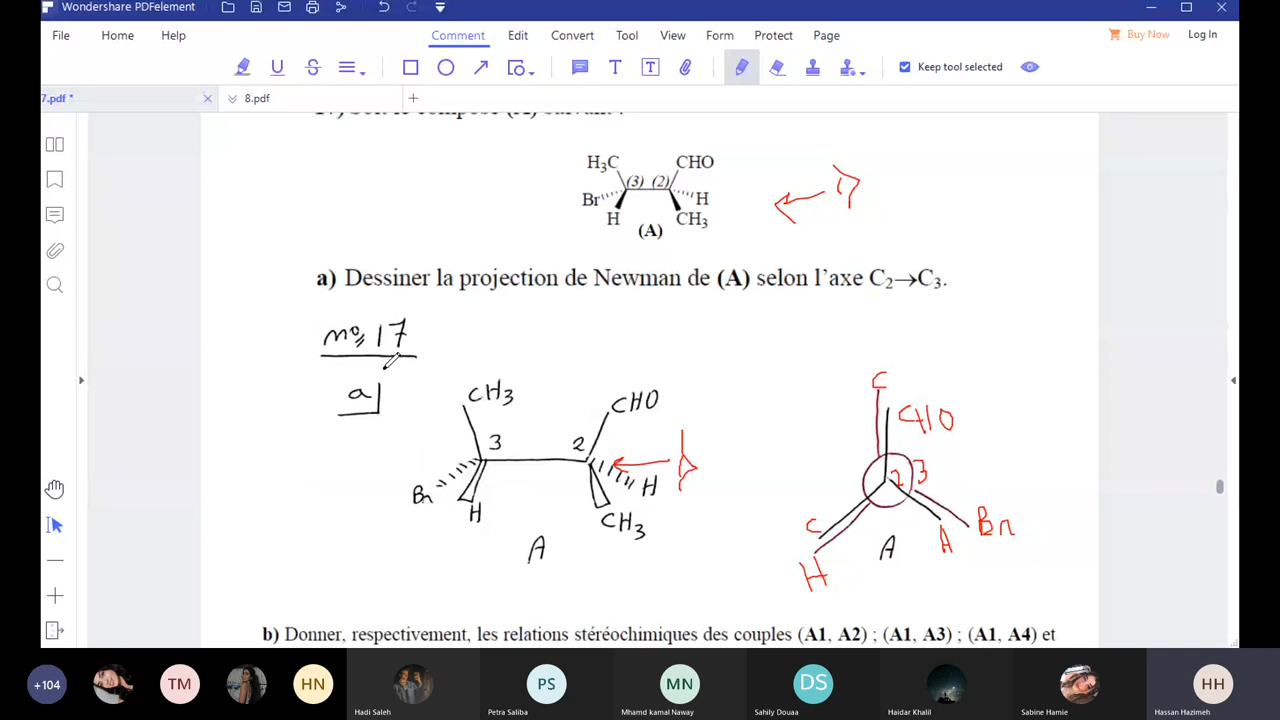 Wondershare PDFelement
File Home Help Comment Edit Convert Tool View Form Protect Page Buy Now Log In
Keep tool selected
7.pdf * 8.pdf
H₃C CHO
(3) (2)
Br H
H CH₃
(A)
a) Dessiner la projection de Newman de (A) selon l'axe C₂→C₃.
n° 17
a
CH3 CHO
3 2
Br H
H CH3
A
C
CHO
2 3
C
H
A
Br
A
b) Donner, respectivement, les relations stéréochimiques des couples (A1, A2) ; (A1, A3) ; (A1, A4) et
+104 TM HN PS MN DS HH
Hadi Saleh Petra Saliba Mhamd kamal Naway Sahily Douaa Haidar Khalil Sabine Hamie Hassan Hazimeh